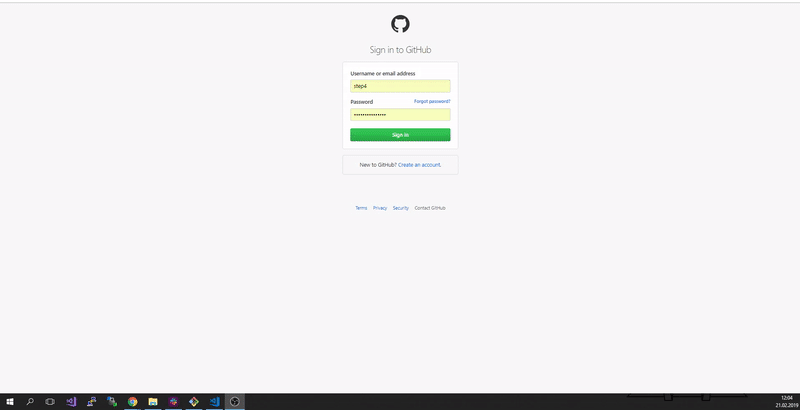 Sign in to GitHub
Username or email address
step4
Password Forgot password?
•••••••••••••••
Sign in
New to GitHub? Create an account.
Terms Privacy Security Contact GitHub
12:04
21.02.2019